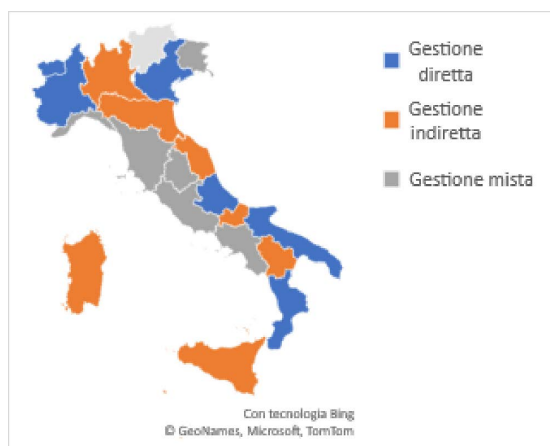 Gestione
diretta
Gestione
indiretta
Gestione mista
Con tecnologia Bing
© GeoNames, Microsoft, TomTom